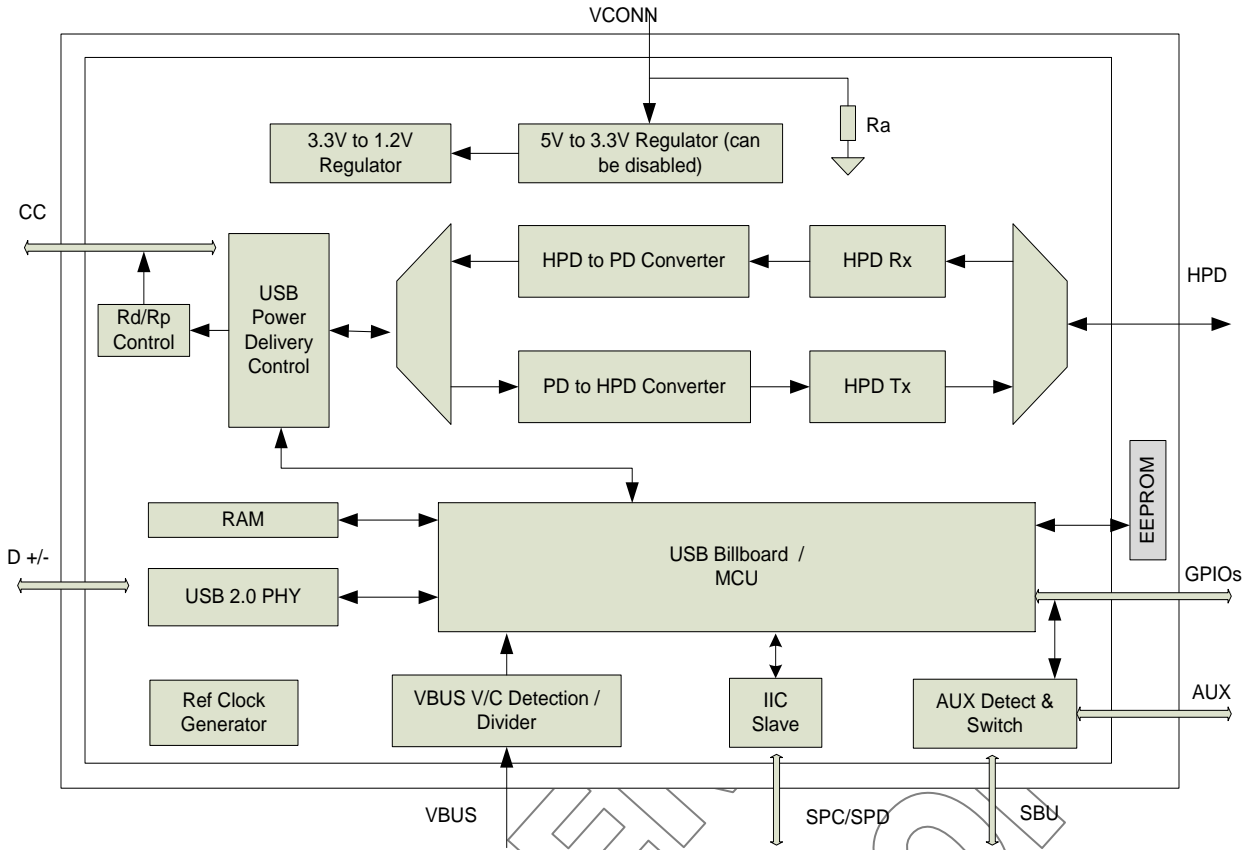 VCONN
3.3V to 1.2V
Regulator
5V to 3.3V Regulator (can
be disabled)
Ra
CC
USB
Power
Delivery
Control
HPD to PD Converter
HPD Rx
HPD
Rd/Rp
Control
PD to HPD Converter
HPD Tx
EEPROM
RAM
USB Billboard /
MCU
D +/-
USB 2.0 PHY
GPIOs
Ref Clock
Generator
VBUS V/C Detection /
Divider
IIC
Slave
AUX Detect &
Switch
AUX
VBUS
SPC/SPD
SBU